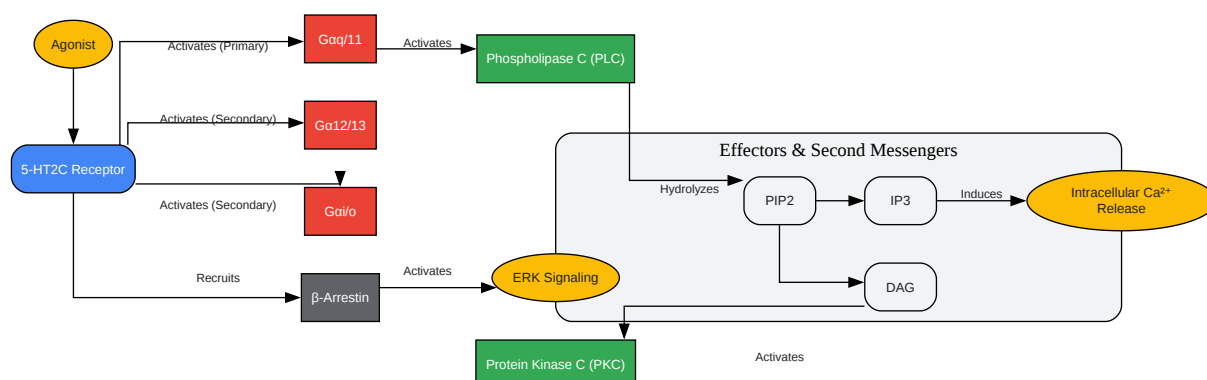 Agonist
Activates (Primary)
Gαq/11
Activates
Phospholipase C (PLC)
Activates (Secondary)
Gα12/13
5-HT2C Receptor
Effectors & Second Messengers
Hydrolyzes
PIP2
IP3
Induces
Intracellular Ca²⁺
Release
Activates (Secondary)
Gαi/o
Recruits
β-Arrestin
Activates
ERK Signaling
DAG
Protein Kinase C (PKC)
Activates